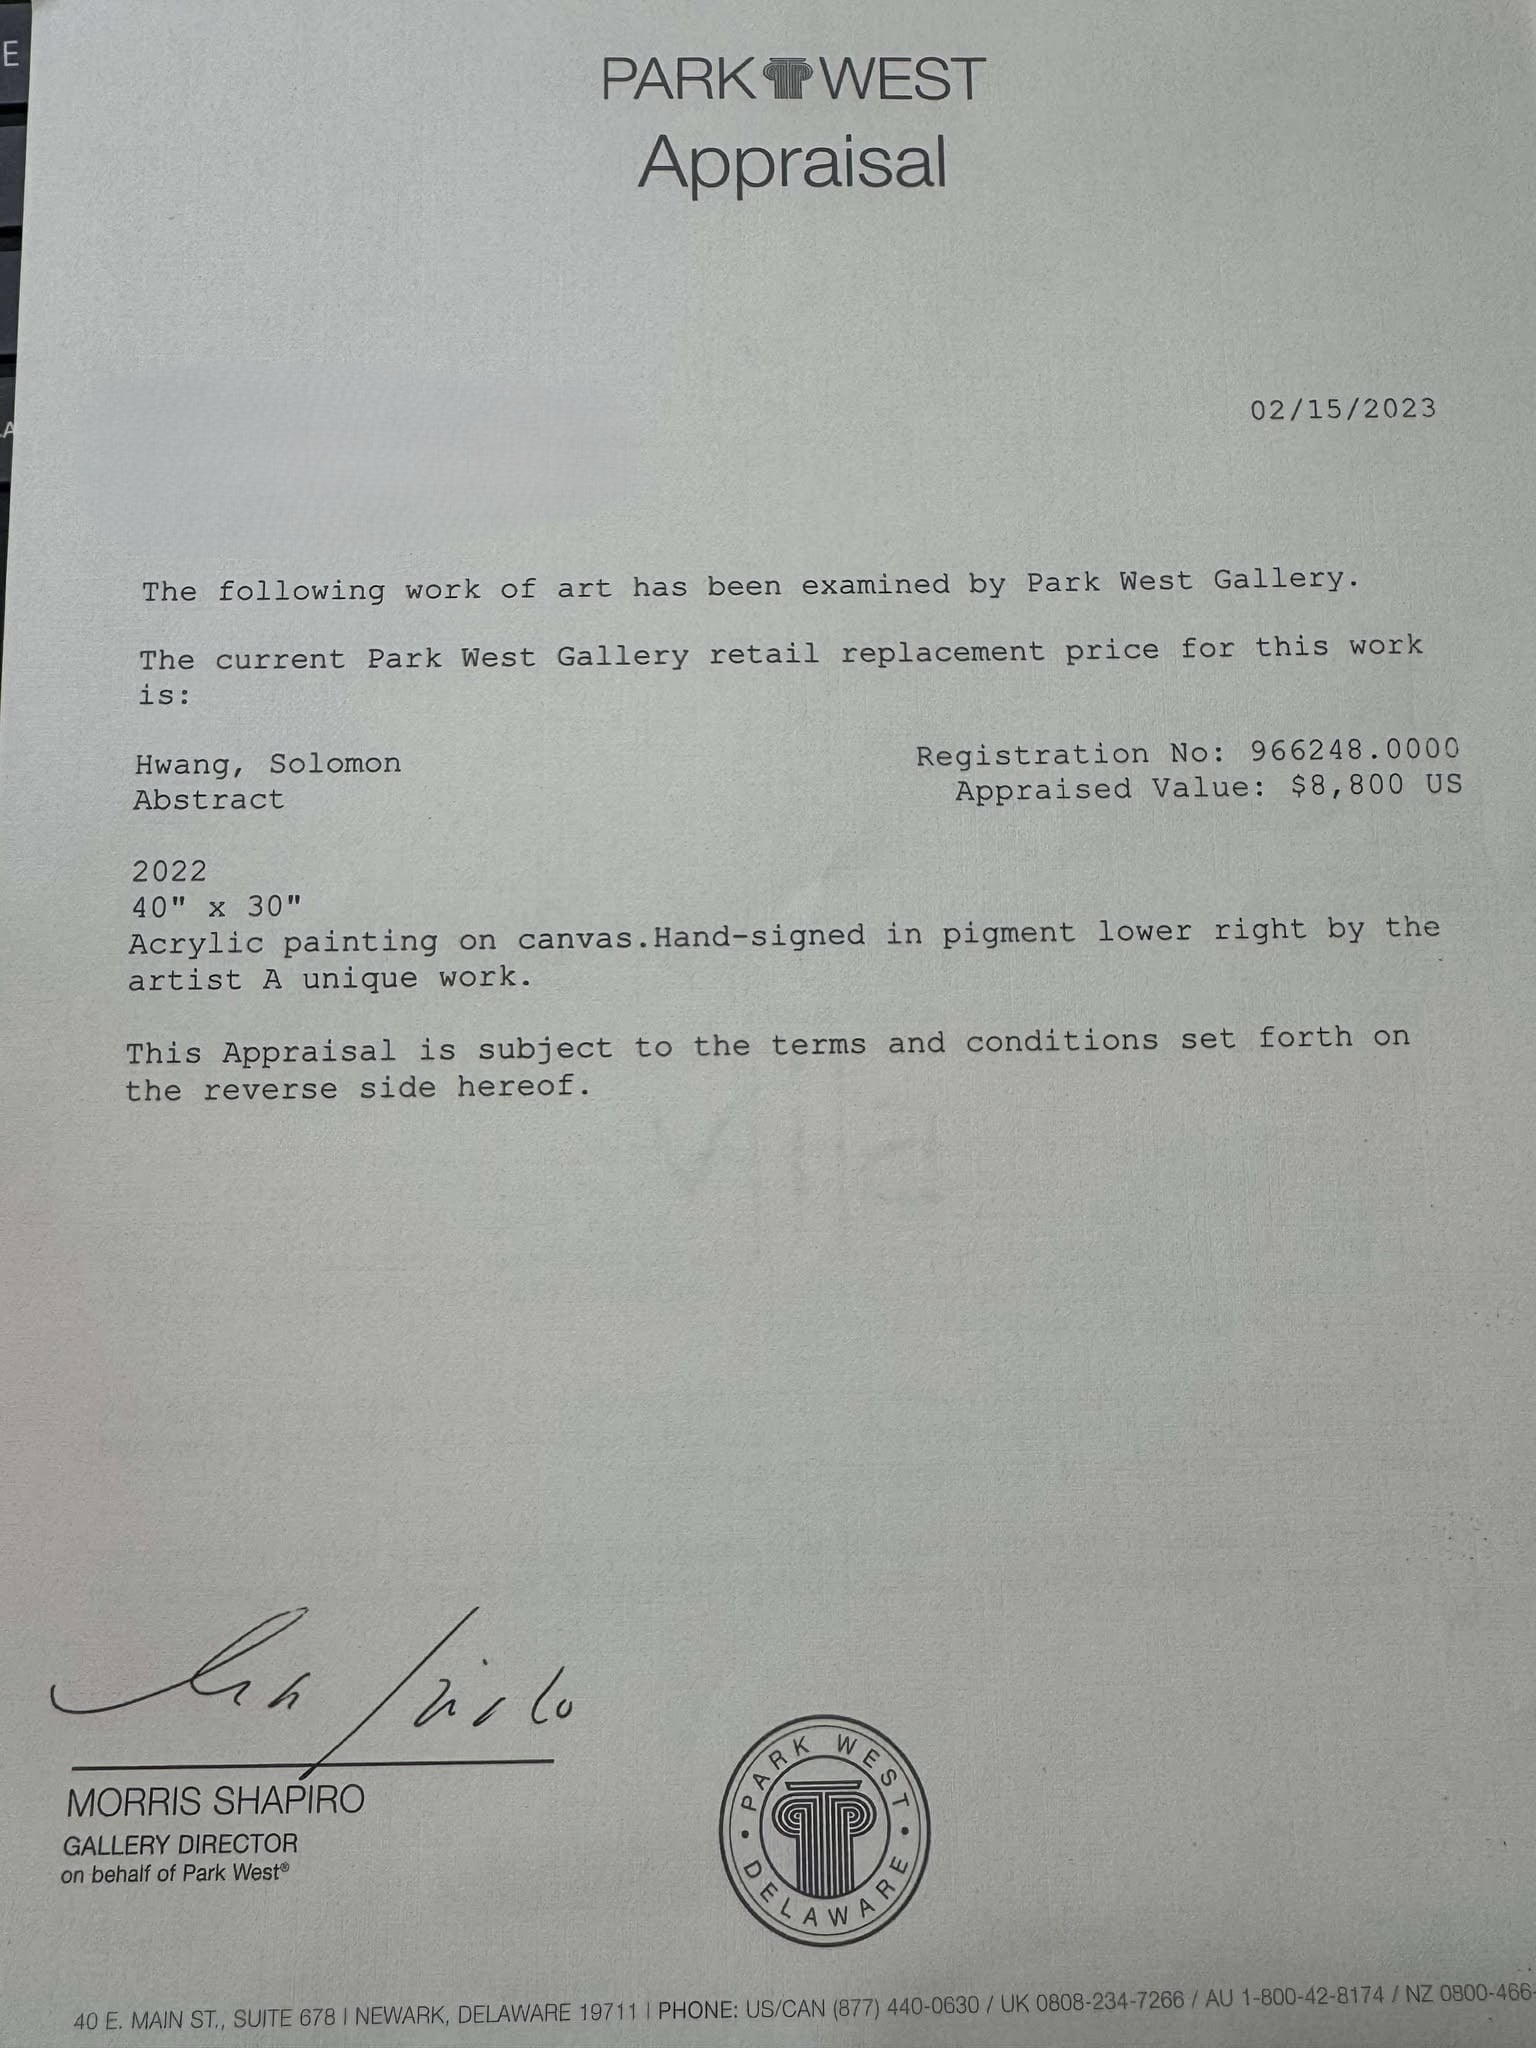 PARK WEST
Appraisal
02/15/2023
The following work of art has been examined by Park West Gallery.
The current Park West Gallery retail replacement price for this work
is:
Hwang, Solomon
Abstract
Registration No: 966248.0000
Appraised Value: $8,800 US
2022
40" x 30"
Acrylic painting on canvas.Hand-signed in pigment lower right by the
artist A unique work.
This Appraisal is subject to the terms and conditions set forth on
the reverse side hereof.
MORRIS SHAPIRO
GALLERY DIRECTOR
on behalf of Park West®
PARK WEST
DELAWARE
40 E. MAIN ST., SUITE 678 | NEWARK, DELAWARE 19711 | PHONE: US/CAN (877) 440-0630 / UK 0808-234-7266 / AU 1-800-42-8174 / NZ 0800-466-
E